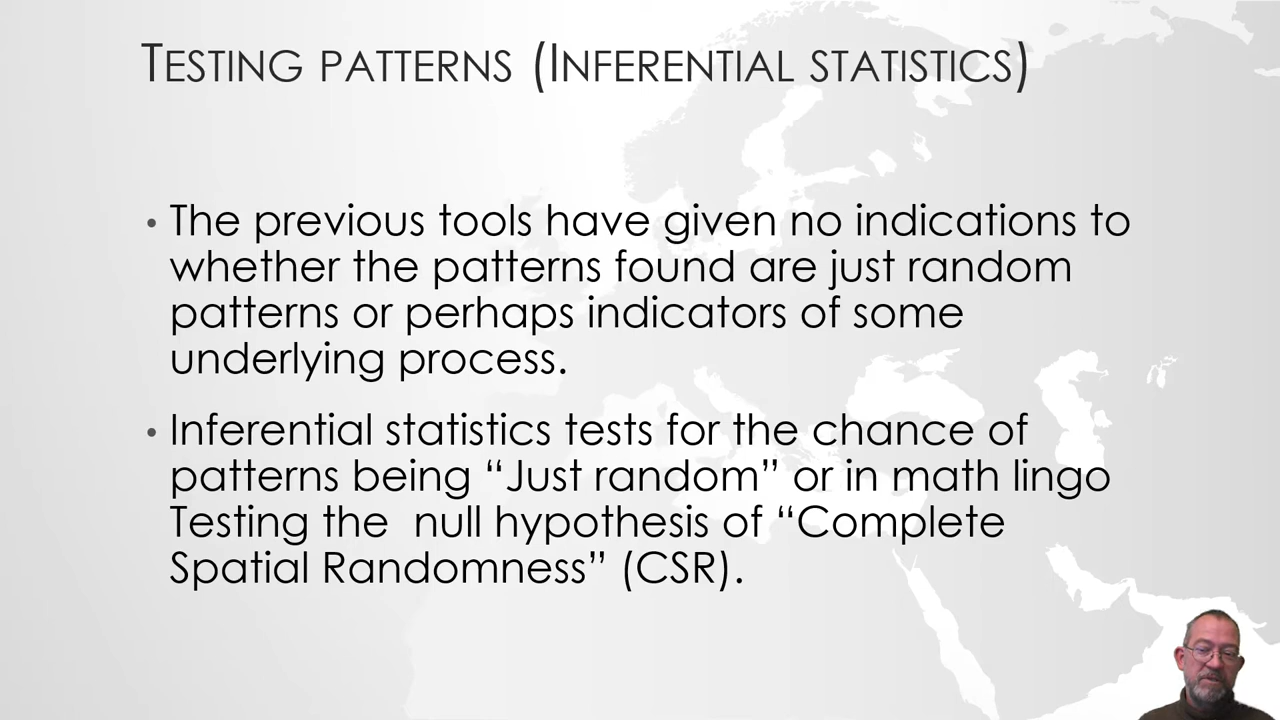 TESTING PATTERNS (INFERENTIAL STATISTICS)
• The previous tools have given no indications to
whether the patterns found are just random
patterns or perhaps indicators of some
underlying process.
• Inferential statistics tests for the chance of
patterns being “Just random” or in math lingo
Testing the  null hypothesis of “Complete
Spatial Randomness” (CSR).